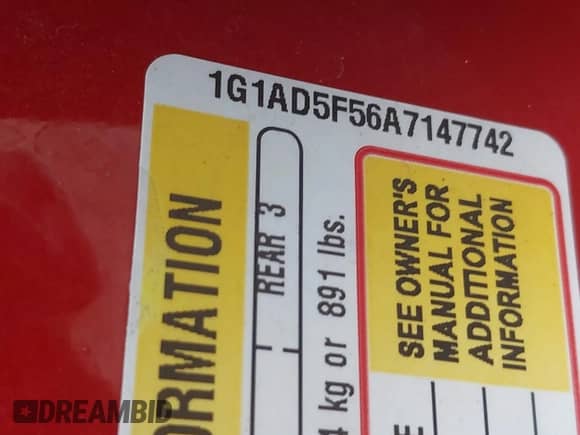 1G1AD5F56A7147742
ORMATION
REAR 3
kg or 891 lbs.
SEE OWNER'S
MANUAL FOR
ADDITIONAL
INFORMATION
DREAMBID